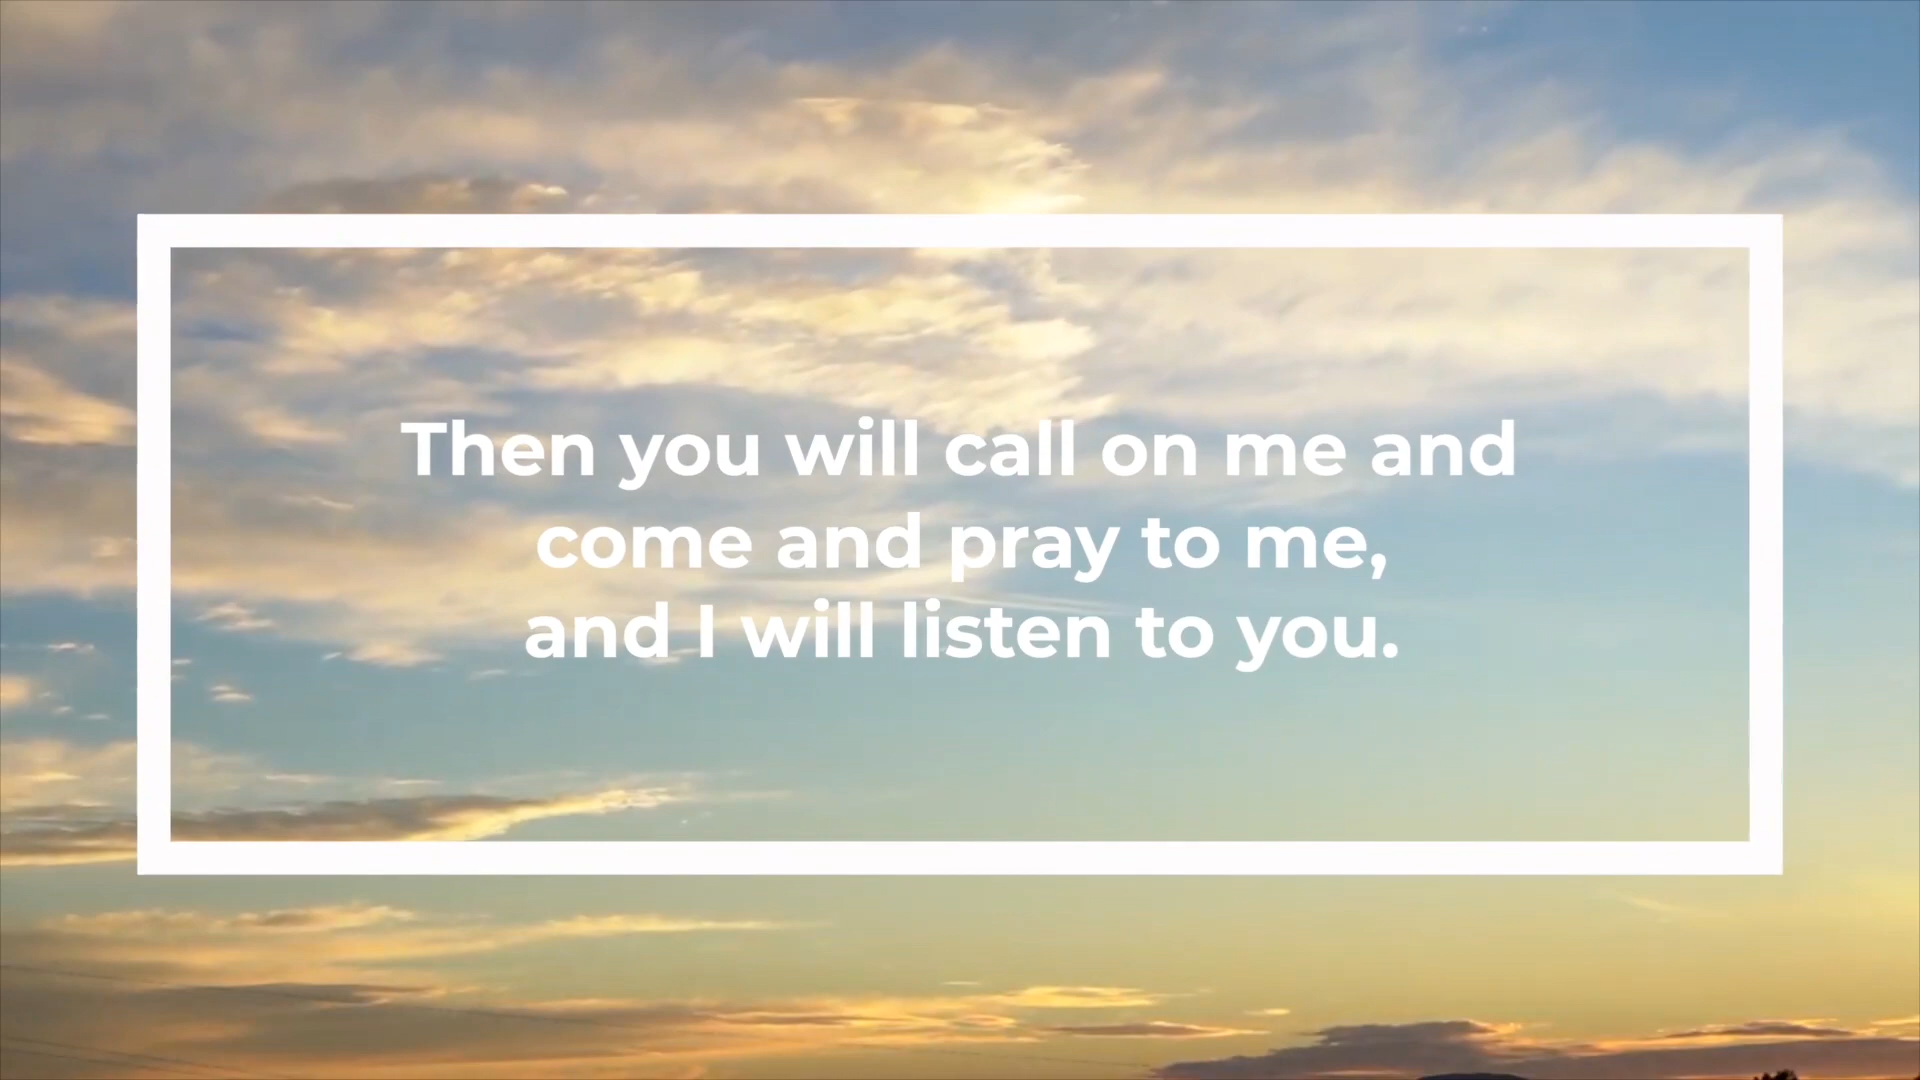 Then you will call on me and
come and pray to me,
and I will listen to you.